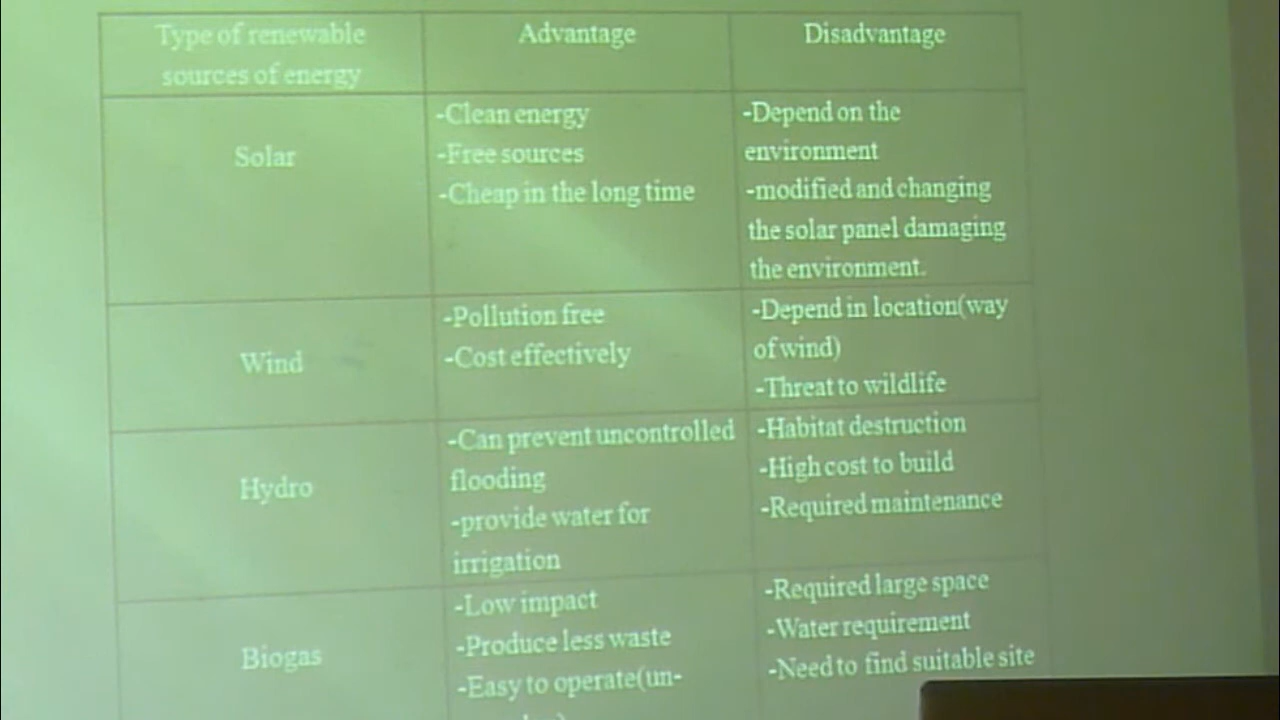 Type of renewable
sources of energy
Advantage
Disadvantage
Solar
-Clean energy
-Free sources
-Cheap in the long time
-Depend on the
environment
-modified and changing
the solar panel damaging
the environment.
Wind
-Pollution free
-Cost effectively
-Depend in location(way
of wind)
-Threat to wildlife
Hydro
-Can prevent uncontrolled
flooding
-provide water for
irrigation
-Habitat destruction
-High cost to build
-Required maintenance
Biogas
-Low impact
-Produce less waste
-Easy to operate(un-
-Required large space
-Water requirement
-Need to find suitable site